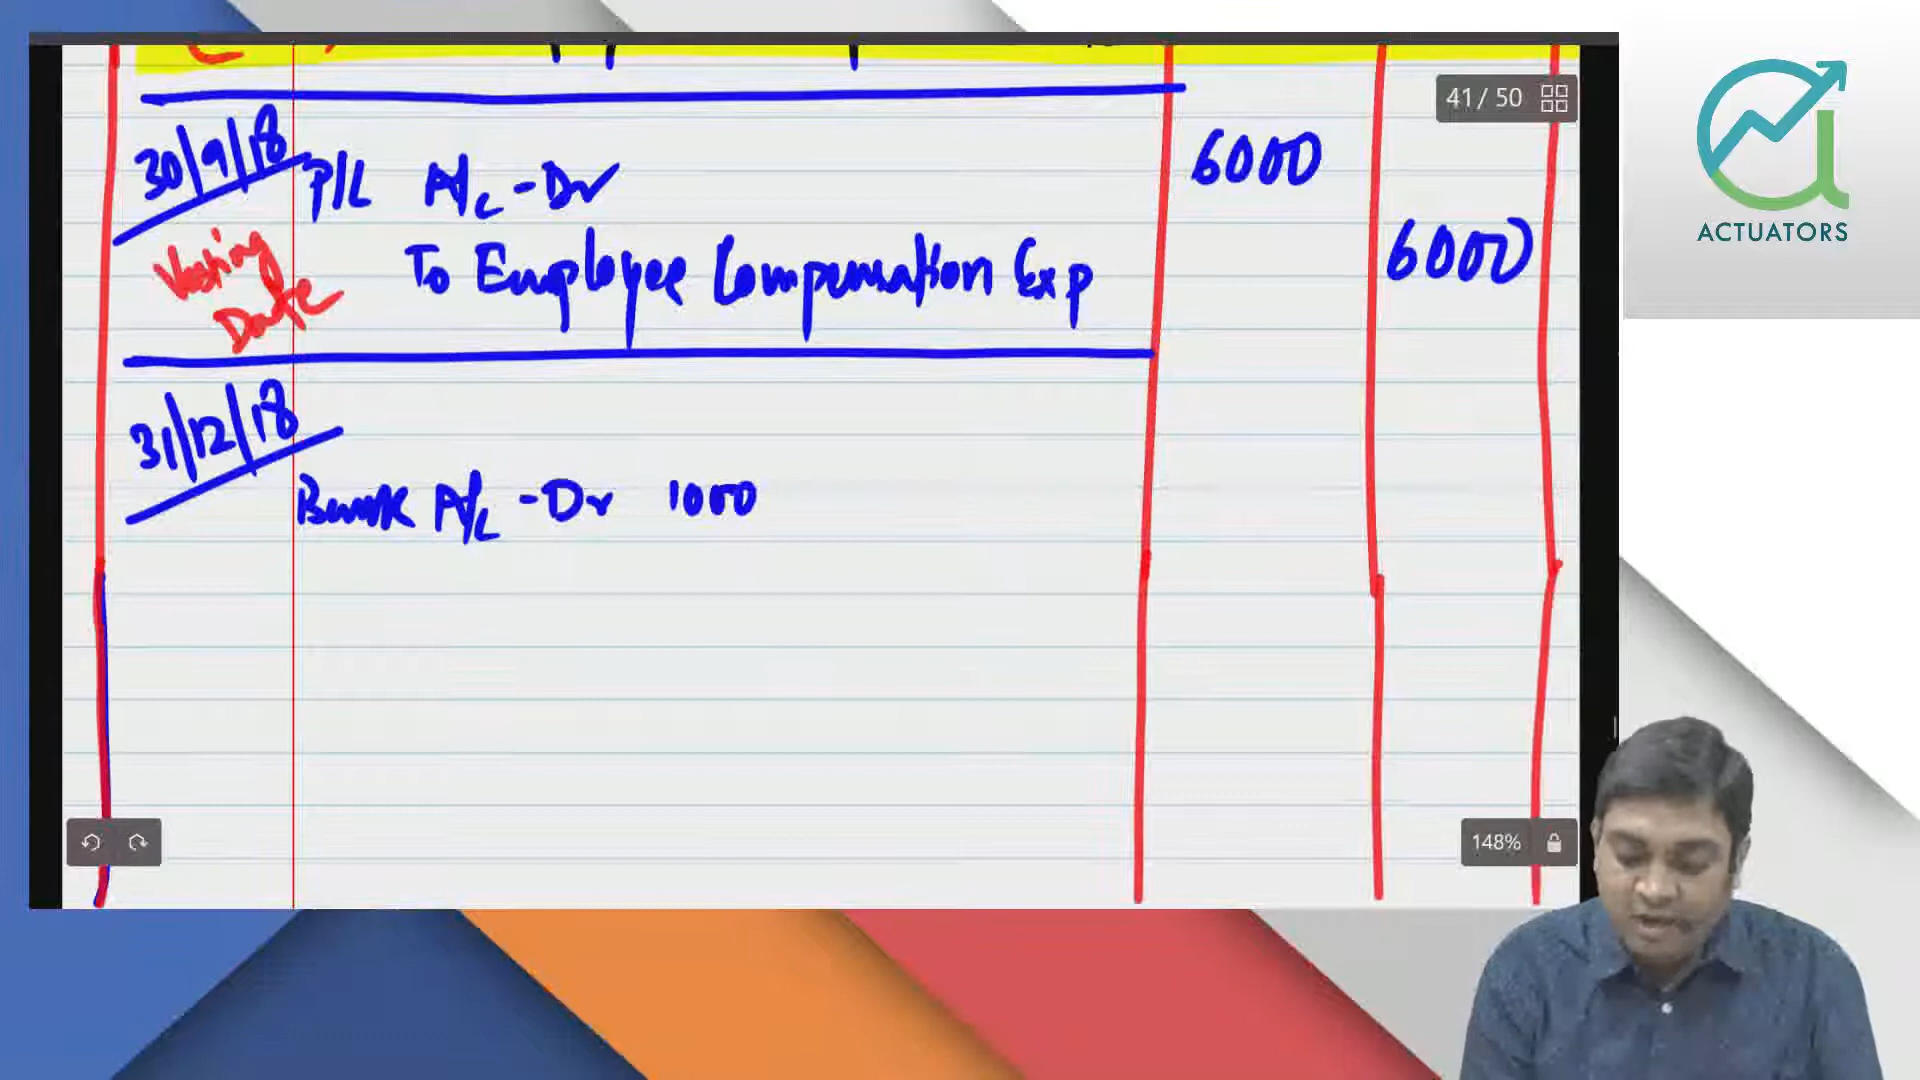 41 / 50
30/9/18 P/L A/c - Dr 6000
To Employee Compensation Exp 6000
Vesting
Date
31/12/18
Bank A/c - Dr 1000
148%
ACTUATORS